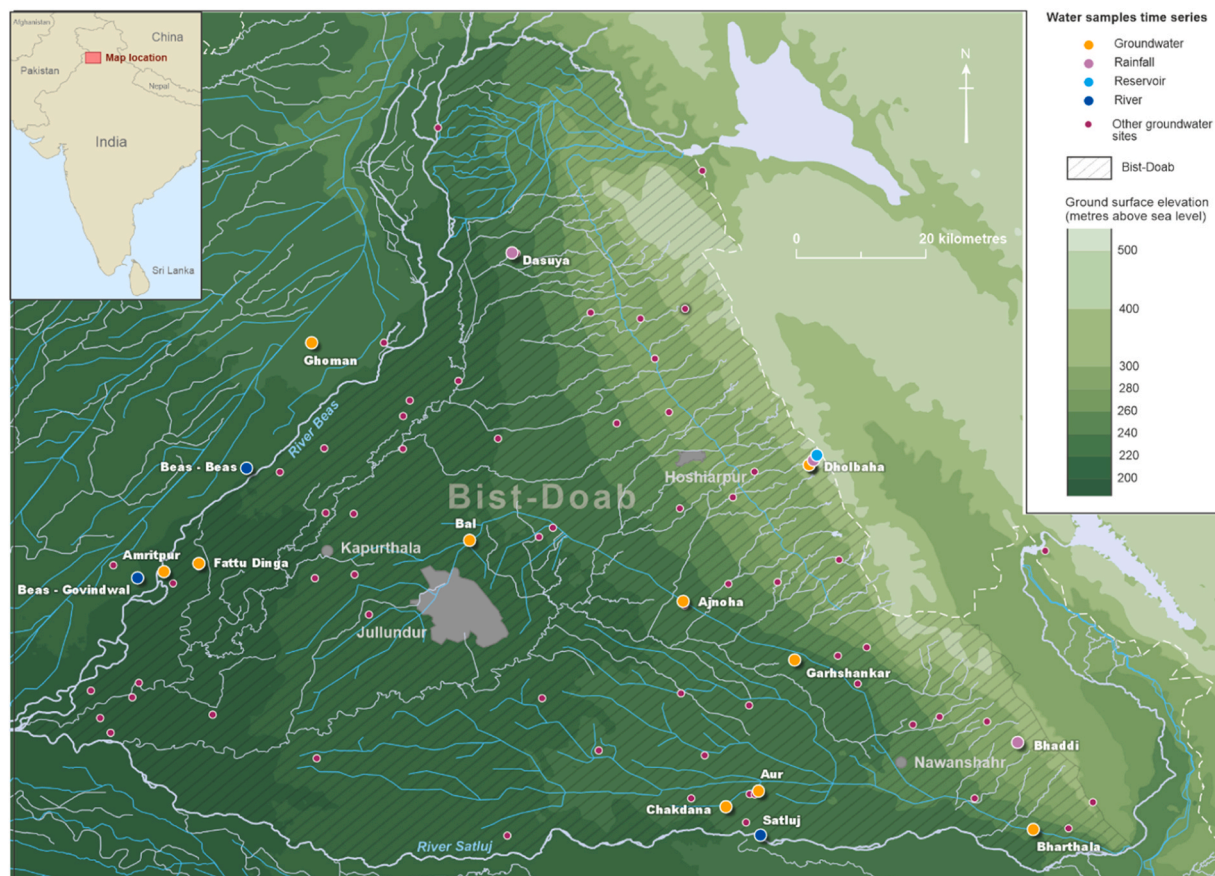 Afghanistan
China
Map location
Pakistan
Nepal
India
Sri Lanka
N
0 20 kilometres
Water samples time series
Groundwater
Rainfall
Reservoir
River
Other groundwater
sites
Bist-Doab
Ground surface elevation
(metres above sea level)
500
400
300
280
260
240
220
200
Dasuya
Ghoman
River Beas
Beas - Beas
Hoshiarpur
Dholbaha
Bist-Doab
Bal
Kapurthala
Amritpur
Fattu Dinga
Beas - Govindwal
Jullundur
Ajnoha
Garhshankar
Bhaddi
Nawanshahr
Aur
Chakdana
Satluj
Bharthala
River Satluj